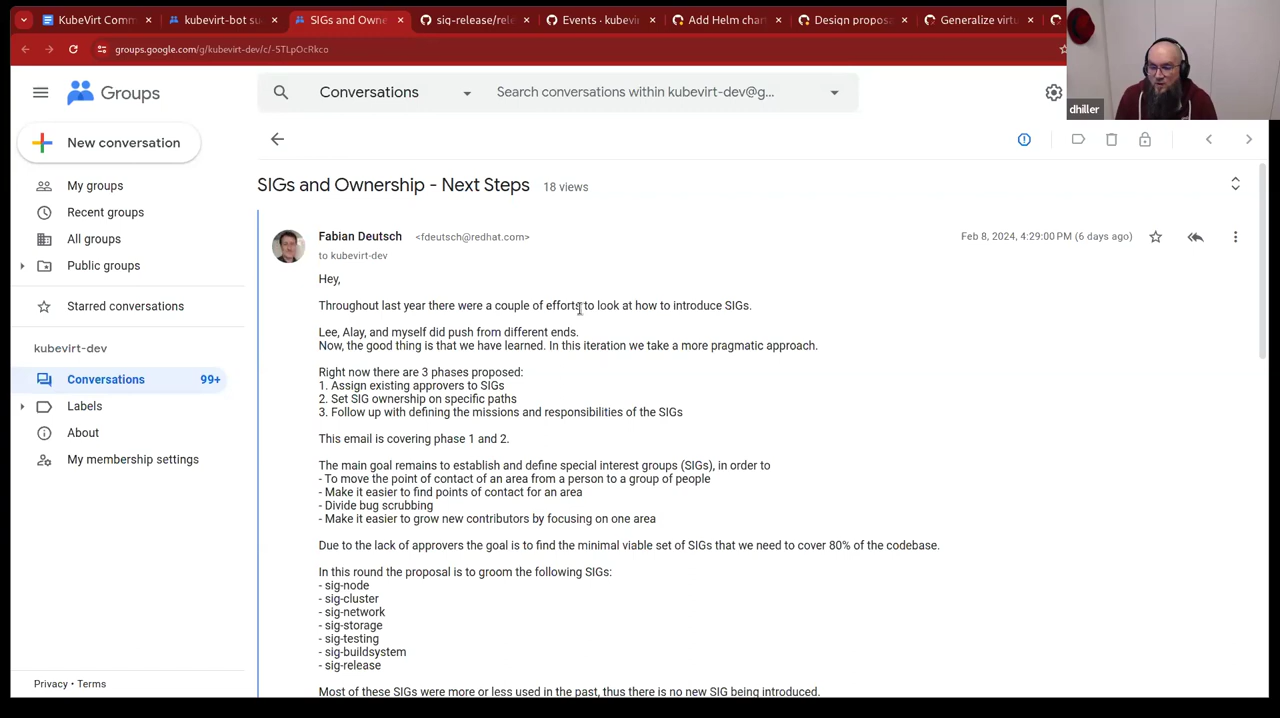 KubeVirt Comm
kubevirt-bot su
SIGs and Owne
sig-release/rele
Events · kubevir
Add Helm char
Design propos
Generalize virtu
groups.google.com/g/kubevirt-dev/c/-5TLpOcRkco
Groups
Conversations
Search conversations within kubevirt-dev@g...
dhiller
New conversation
SIGs and Ownership - Next Steps
18 views
My groups
Recent groups
All groups
Public groups
Starred conversations
kubevirt-dev
Conversations 99+
Labels
About
My membership settings
Privacy • Terms
Fabian Deutsch <fdeutsch@redhat.com>
Feb 8, 2024, 4:29:00 PM (6 days ago)
to kubevirt-dev
Hey,
Throughout last year there were a couple of efforts to look at how to introduce SIGs.
Lee, Alay, and myself did push from different ends.
Now, the good thing is that we have learned. In this iteration we take a more pragmatic approach.
Right now there are 3 phases proposed:
1. Assign existing approvers to SIGs
2. Set SIG ownership on specific paths
3. Follow up with defining the missions and responsibilities of the SIGs
This email is covering phase 1 and 2.
The main goal remains to establish and define special interest groups (SIGs), in order to
- To move the point of contact of an area from a person to a group of people
- Make it easier to find points of contact for an area
- Divide bug scrubbing
- Make it easier to grow new contributors by focusing on one area
Due to the lack of approvers the goal is to find the minimal viable set of SIGs that we need to cover 80% of the codebase.
In this round the proposal is to groom the following SIGs:
- sig-node
- sig-cluster
- sig-network
- sig-storage
- sig-testing
- sig-buildsystem
- sig-release
Most of these SIGs were more or less used in the past, thus there is no new SIG being introduced.